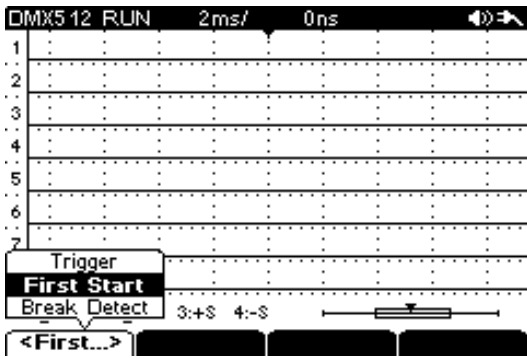 DMX512 RUN 2ms/ 0ns
1
2
3
4
5
6
7
Trigger
First Start
Break Detect 3:+S 4:-S
<First...>